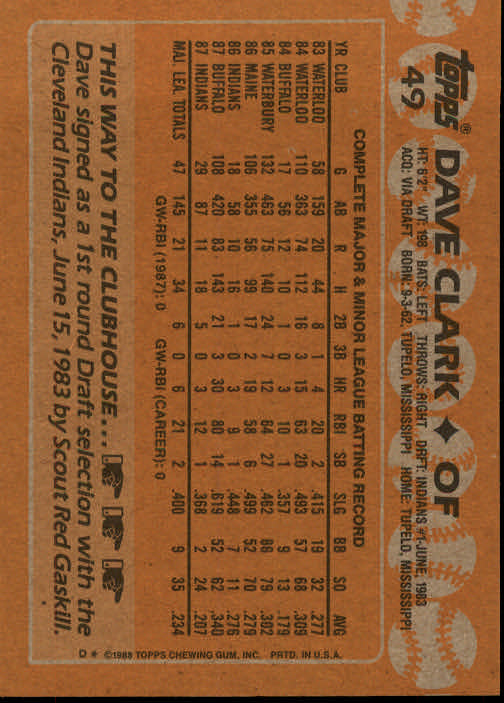 topps® DAVE CLARK ✦ OF
49
HT: 6'2" WT: 198 BATS: LEFT THROWS: RIGHT DRFT: INDIANS #1-JUNE, 1983
ACQ: VIA DRAFT BORN: 9-3-62, TUPELO, MISSISSIPPI HOME: TUPELO, MISSISSIPPI
COMPLETE MAJOR & MINOR LEAGUE BATTING RECORD
YR CLUB G AB R H 2B 3B HR RBI SB SLG BB SO AVG
83 WATERLOO 58 159 20 44 8 1 4 20 2 .415 19 32 .277
84 WATERLOO 110 363 74 112 16 3 15 63 20 .493 57 68 .309
84 BUFFALO 17 56 12 10 1 0 3 10 1 .357 9 13 .179
85 WATERBURY 132 463 75 140 24 7 12 64 27 .462 86 79 .302
86 MAINE 106 355 56 99 17 2 19 58 6 .499 52 70 .279
86 INDIANS 18 58 10 16 1 0 3 9 1 .448 7 11 .276
87 BUFFALO 108 420 83 143 21 3 30 80 14 .619 52 62 .340
87 INDIANS 29 87 11 18 5 0 3 12 1 .368 2 24 .207
MAJ. LEA. TOTALS 47 145 21 34 6 0 6 21 2 .400 9 35 .234
GW-RBI (1987): 0 GW-RBI (CAREER): 0
THIS WAY TO THE CLUBHOUSE...
Dave signed as a 1st round Draft selection with the
Cleveland Indians, June 15, 1983 by Scout Red Gaskill.
D * ©1988 TOPPS CHEWING GUM, INC. PRTD. IN U.S.A.